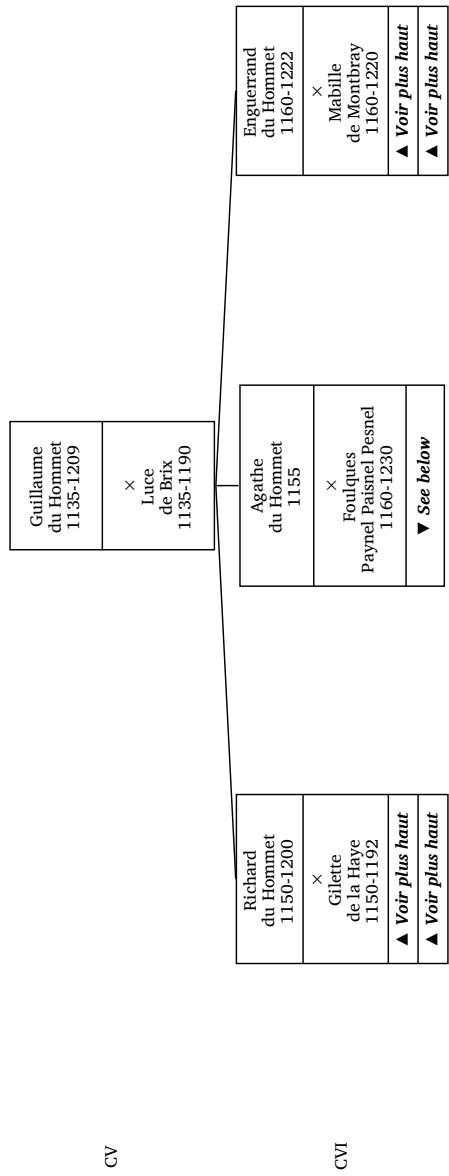 CV
Guillaume
du Hommet
1135-1209
×
Luce
de Brix
1135-1190
CVI
Richard
du Hommet
1150-1200
×
Gilette
de la Haye
1150-1192
▲ Voir plus haut
▲ Voir plus haut
Agathe
du Hommet
1155
×
Foulques
Paynel Paisnel Pesnel
1160-1230
▼ See below
Enguerrand
du Hommet
1160-1222
×
Mabille
de Montbray
1160-1220
▲ Voir plus haut
▲ Voir plus haut